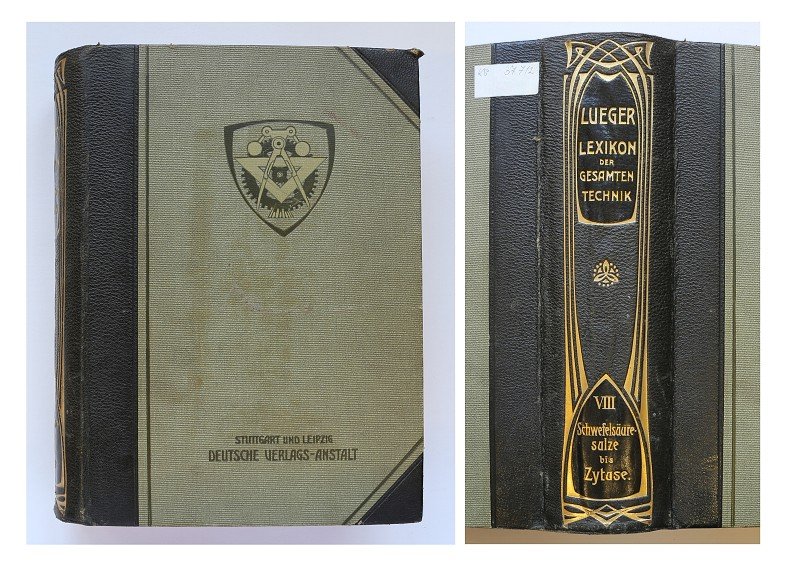 STUTTGART UND LEIPZIG
DEUTSCHE VERLAGS-ANSTALT
LUEGER
LEXIKON
DER
GESAMTEN
TECHNIK
VIII
Schwefelsäure-
salze
bis
Zytase.